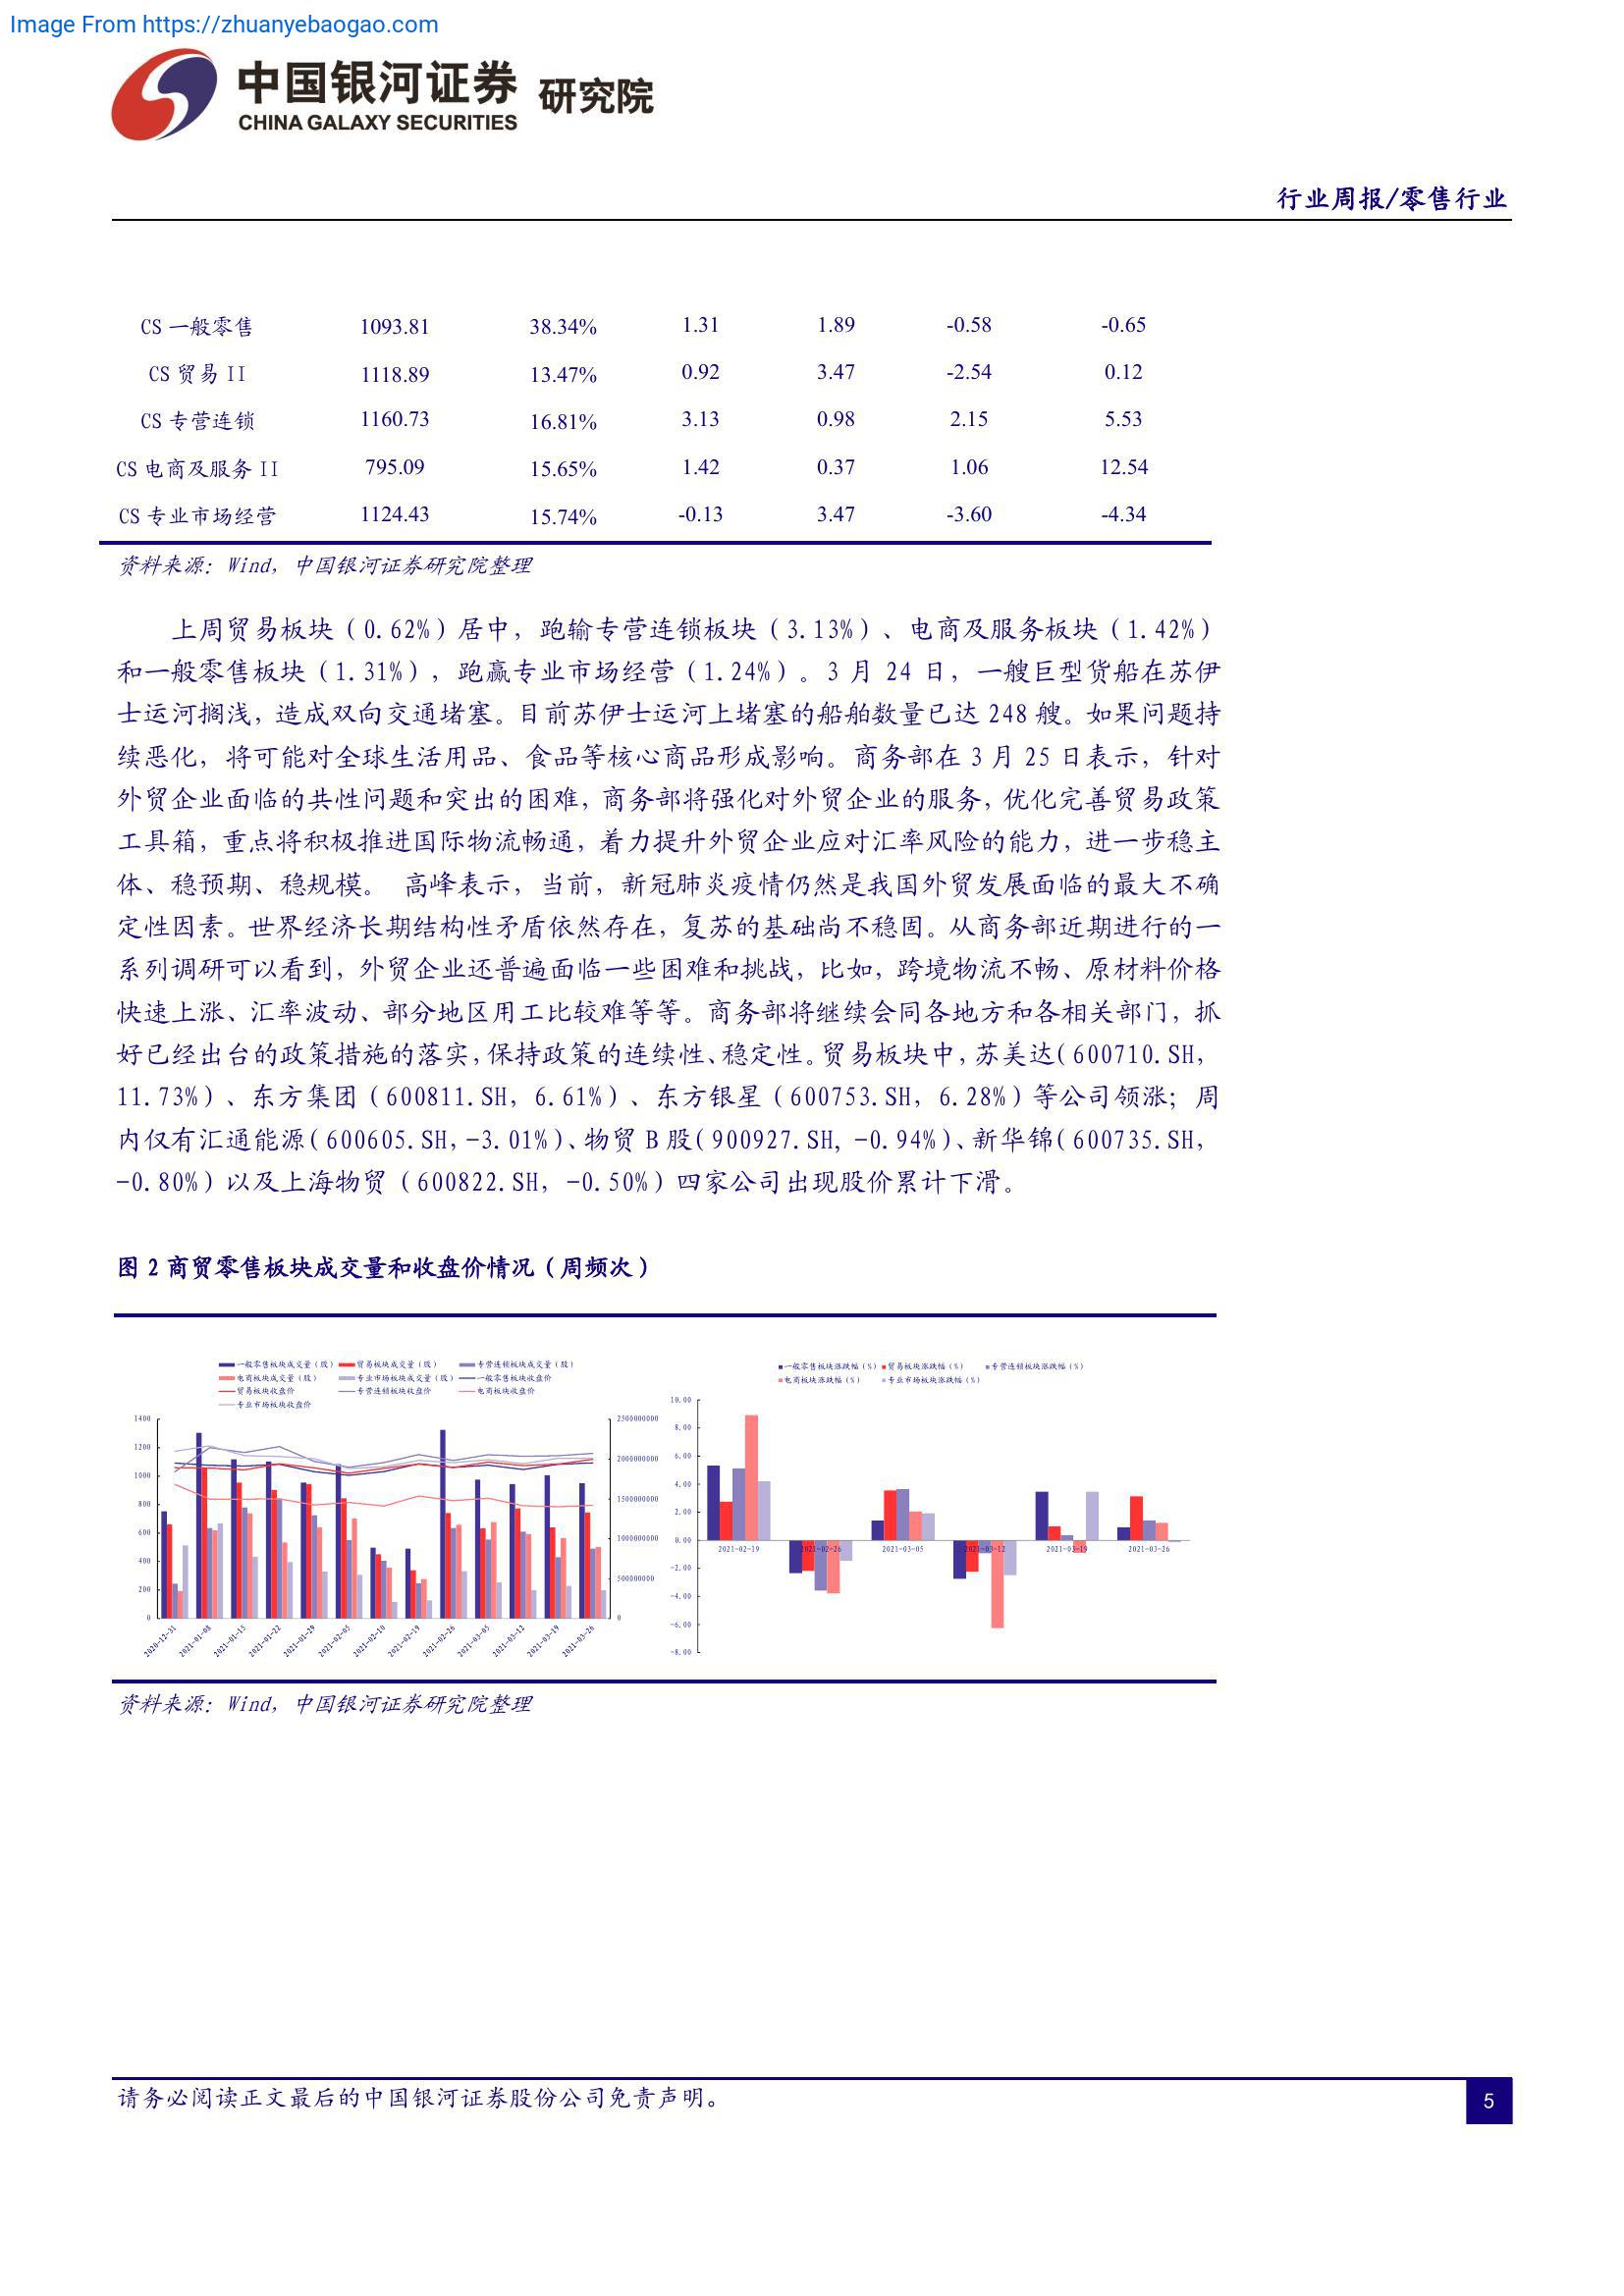 Image From https://zhuanyebaogao.com
中国银河证券 研究院
CHINA GALAXY SECURITIES
行业周报/零售行业
CS 一般零售 1093.81 38.34% 1.31 1.89 -0.58 -0.65
CS 贸易 II 1118.89 13.47% 0.92 3.47 -2.54 0.12
CS 专营连锁 1160.73 16.81% 3.13 0.98 2.15 5.53
CS 电商及服务 II 795.09 15.65% 1.42 0.37 1.06 12.54
CS 专业市场经营 1124.43 15.74% -0.13 3.47 -3.60 -4.34
资料来源：Wind，中国银河证券研究院整理
上周贸易板块（0.62%）居中，跑输专营连锁板块（3.13%）、电商及服务板块（1.42%）
和一般零售板块（1.31%），跑赢专业市场经营（1.24%）。3 月 24 日，一艘巨型货船在苏伊
士运河搁浅，造成双向交通堵塞。目前苏伊士运河上堵塞的船舶数量已达 248 艘。如果问题持
续恶化，将可能对全球生活用品、食品等核心商品形成影响。商务部在 3 月 25 日表示，针对
外贸企业面临的共性问题和突出的困难，商务部将强化对外贸企业的服务，优化完善贸易政策
工具箱，重点将积极推进国际物流畅通，着力提升外贸企业应对汇率风险的能力，进一步稳主
体、稳预期、稳规模。 高峰表示，当前，新冠肺炎疫情仍然是我国外贸发展面临的最大不确
定性因素。世界经济长期结构性矛盾依然存在，复苏的基础尚不稳固。从商务部近期进行的一
系列调研可以看到，外贸企业还普遍面临一些困难和挑战，比如，跨境物流不畅、原材料价格
快速上涨、汇率波动、部分地区用工比较难等等。商务部将继续会同各地方和各相关部门，抓
好已经出台的政策措施的落实，保持政策的连续性、稳定性。贸易板块中，苏美达（600710.SH，
11.73%）、东方集团（600811.SH，6.61%）、东方银星（600753.SH，6.28%）等公司领涨；周
内仅有汇通能源（600605.SH，-3.01%）、物贸 B 股（900927.SH, -0.94%）、新华锦（600735.SH，
-0.80%）以及上海物贸（600822.SH，-0.50%）四家公司出现股价累计下滑。
图 2 商贸零售板块成交量和收盘价情况（周频次）
一般零售板块成交量（股） 贸易板块成交量（股） 专营连锁板块成交量（股）
电商板块成交量（股） 专业市场板块成交量（股） 一般零售板块收盘价
贸易板块收盘价 专营连锁板块收盘价 电商板块收盘价
专业市场板块收盘价
1400
1200
1000
800
600
400
200
0
2500000000
2000000000
1500000000
1000000000
500000000
0
2020-12-31 2021-01-08 2021-01-15 2021-01-22 2021-01-29 2021-02-05 2021-02-10 2021-02-19 2021-02-26 2021-03-05 2021-03-12 2021-03-19 2021-03-26
一般零售板块涨跌幅（%） 贸易板块涨跌幅（%） 专营连锁板块涨跌幅（%）
电商板块涨跌幅（%） 专业市场板块涨跌幅（%）
10.00
8.00
6.00
4.00
2.00
0.00
-2.00
-4.00
-6.00
-8.00
2021-02-19 2021-02-26 2021-03-05 2021-03-12 2021-03-19 2021-03-26
资料来源：Wind，中国银河证券研究院整理
请务必阅读正文最后的中国银河证券股份公司免责声明。
5